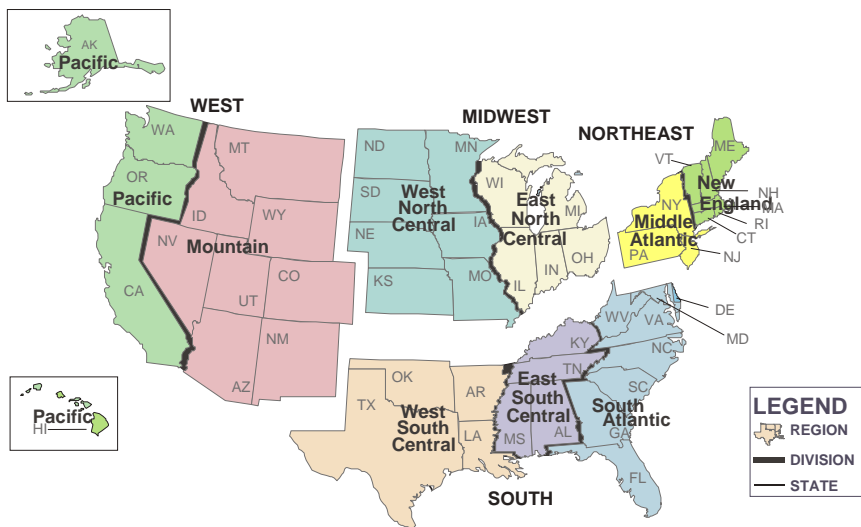 AK
Pacific
WEST
MIDWEST
NORTHEAST
WA
MT
ND
MN
VT
ME
OR
SD
WI
NH
Pacific
ID
WY
West
North
Central
East
North
Central
MI
New
England
MA
NY
RI
Middle
Atlantic
CT
NV
Mountain
NE
IA
PA
NJ
CA
UT
CO
KS
MO
IL
IN
OH
DE
WV
VA
MD
AZ
NM
KY
NC
OK
TN
TX
AR
East
South
Central
SC
West
South
Central
South
Atlantic
LA
MS
AL
GA
FL
SOUTH
Pacific
HI
LEGEND
REGION
DIVISION
STATE